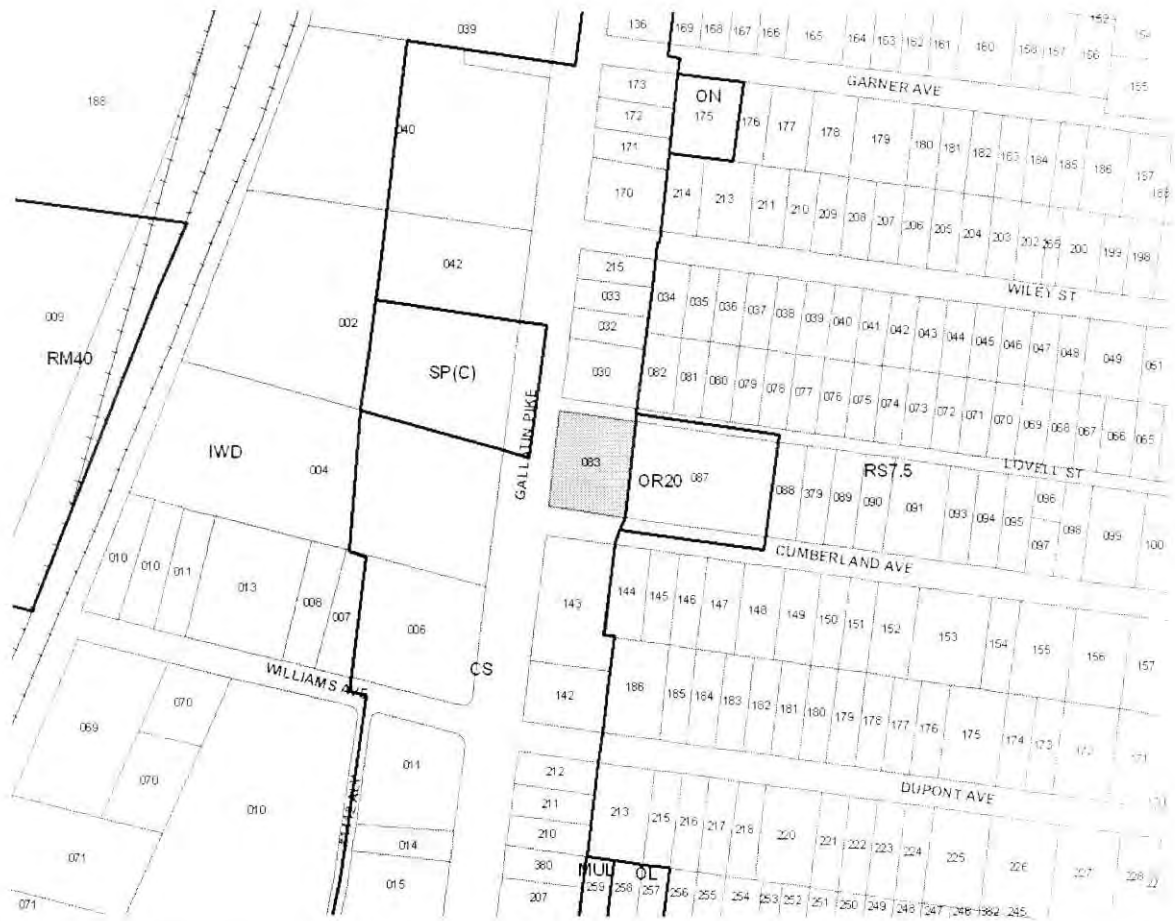 039
136 169 168 167 166 165 164 163 162 161 160 158 157 156
155
188
040
173
172
171
170
ON
175
176 177 178 179 180 181 182 163 184 185 186 187
188
GARNER AVE
214 213 211 210 209 208 207 206 205 204 203 202 265 200 199 198
WILEY ST
042
215
033
032
030
034 035 036 037 038 039 040 041 042 043 044 045 046 047 048 049 051
009
RM40
002
SP(C)
GALLATIN PIKE
082 081 080 079 078 077 076 075 074 073 072 071 070 069 068 067 066 065
LOVELL ST
IWD
004
083
OR20 087
RS7.5
088 379 089 090 091 093 094 095 096
097
098 099 100
CUMBERLAND AVE
010 010 011 013 008 007
006
CS
143
142
144 145 146 147 148 149 150 151 152 153 154 155 156 157
186 185 184 183 182 181 180 179 178 177 176 175 174 173 172 171
WILLIAMS AVE
069
070
070
010
071
071
011
014
015
212
211
210
380
207
DUPONT AVE
213 215 216 217 218 220 221 222 223 224 225 226 227 228 22
MUL OL
259 258 257 256 255 254 253 252 251 250 249 248 247 246 382 245